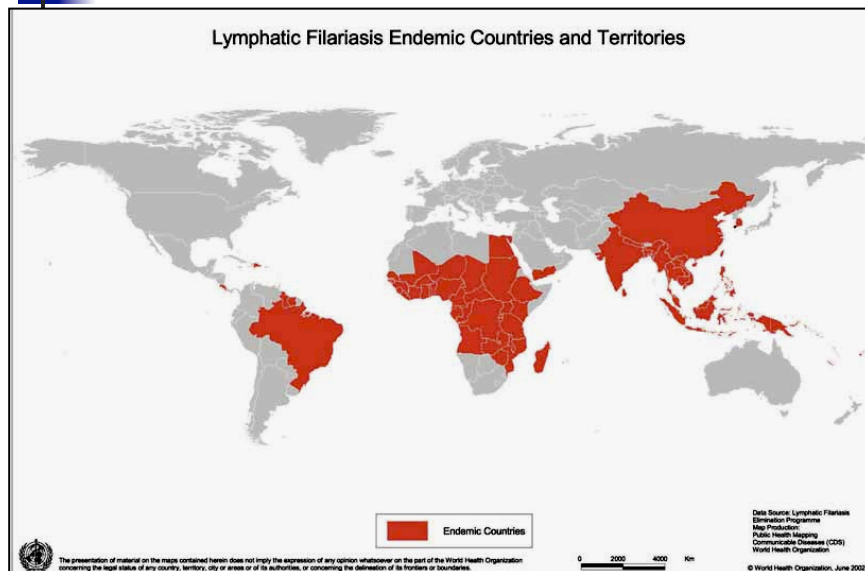 Lymphatic Filariasis Endemic Countries and Territories
Endemic Countries
0 2000 4000 Km
Data Source: Lymphatic Filariasis
Elimination Programme
Map Production:
Public Health Mapping
Communicable Diseases (CDS)
World Health Organization
The presentation of material on the maps contained herein does not imply the expression of any opinion whatsoever on the part of the World Health Organization
concerning the legal status of any country, territory, city or areas or of its authorities, or concerning the delineation of its frontiers or boundaries.
© World Health Organization, June